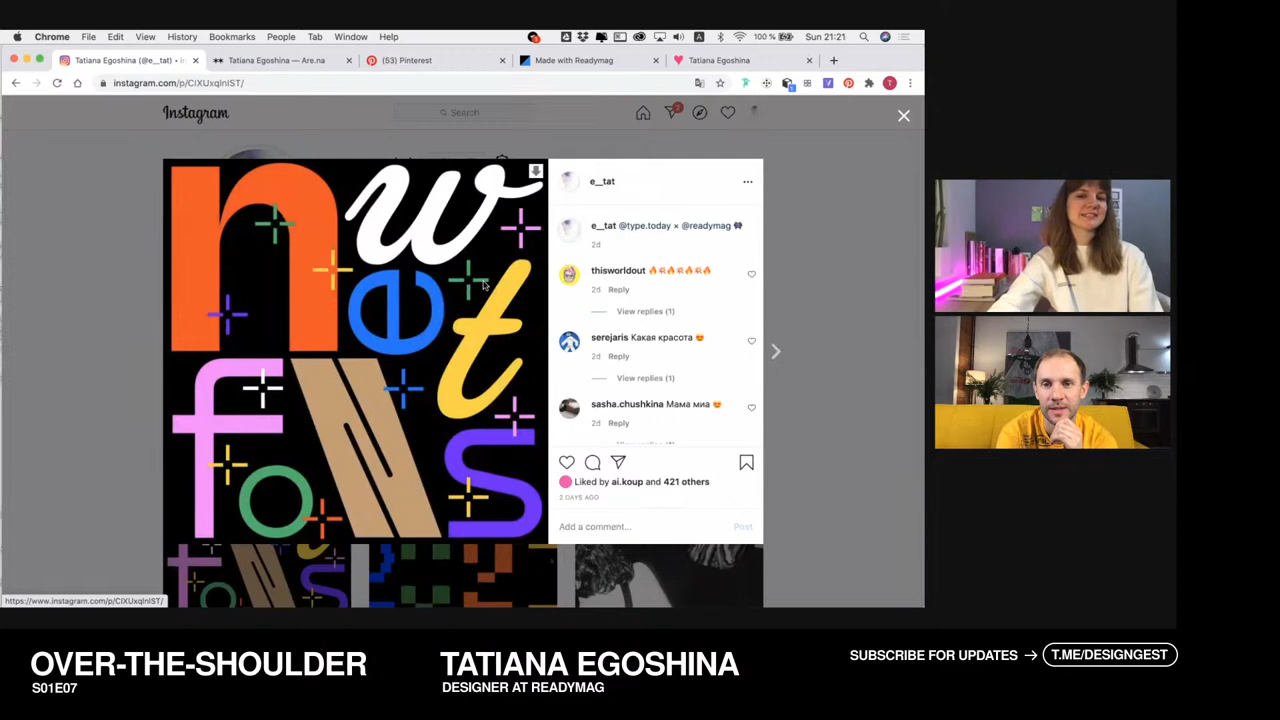 Chrome File Edit View History Bookmarks People Tab Window Help
A 100 % Sun 21:21
Tatiana Egoshina (@e__tat) • In
Tatiana Egoshina — Are.na
(53) Pinterest
Made with Readymag
Tatiana Egoshina
instagram.com/p/CIXUxqlnIST/
T
Instagram
Search
2
new
t
fonts
e__tat
e__tat @type.today × @readymag
2d
thisworldout 🔥💥🔥💥🔥💥🔥
2d Reply
View replies (1)
serejaris Какая красота 😍
2d Reply
View replies (1)
sasha.chushkina Мама миа 😍
2d Reply
Liked by ai.koup and 421 others
2 DAYS AGO
Add a comment...
Post
https://www.instagram.com/p/CIXUxqlnIST/
OVER-THE-SHOULDER
S01E07
TATIANA EGOSHINA
DESIGNER AT READYMAG
SUBSCRIBE FOR UPDATES → T.ME/DESIGNGEST